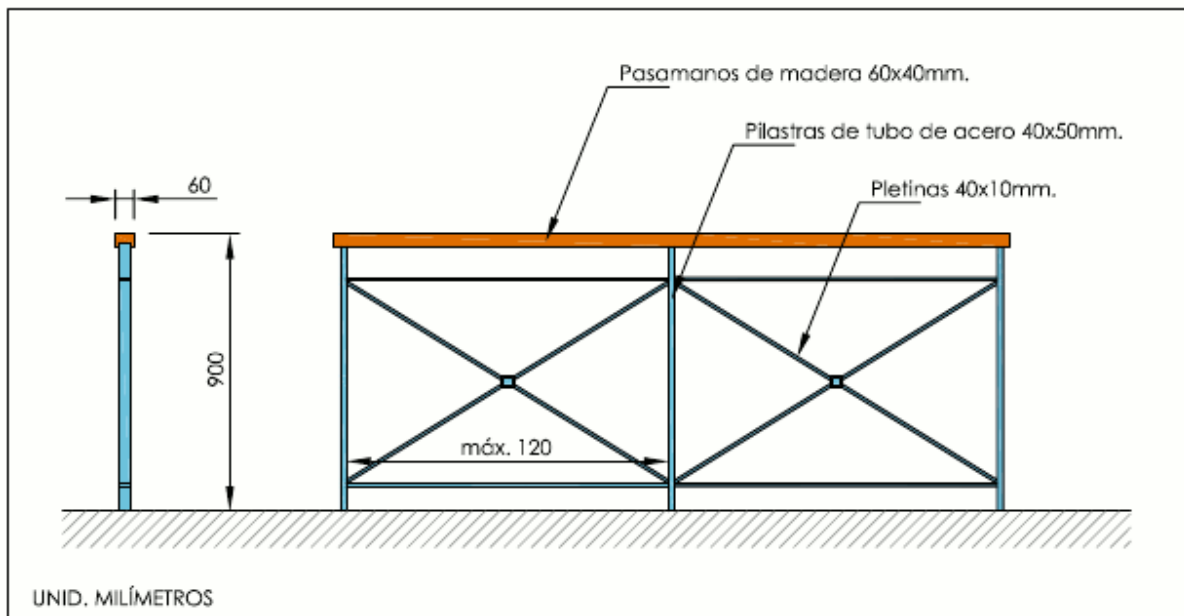 Pasamanos de madera 60x40mm.
Pilastras de tubo de acero 40x50mm.
60
Pletinas 40x10mm.
900
máx. 120
UNID. MILÍMETROS